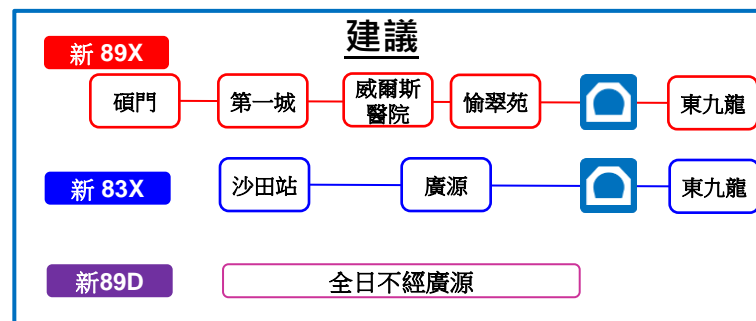 建議
新 89X
碩門
第一城
威爾斯
醫院
愉翠苑
東九龍
新 83X
沙田站
廣源
東九龍
新89D
全日不經廣源